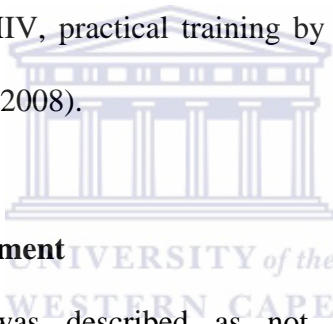 HIV, practical training by
2008).
ment
UNIVERSITY of the
was described as not
WESTERN CAPE